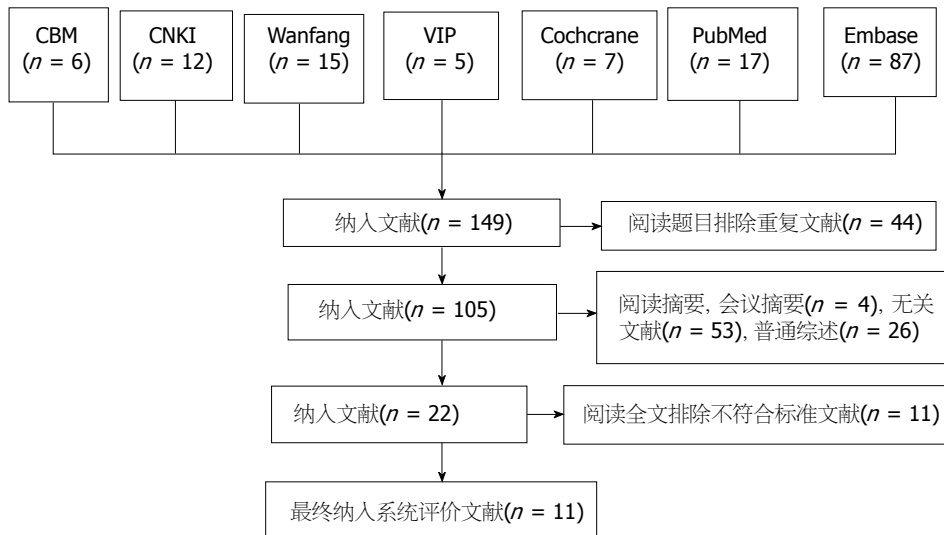 CBM
(n = 6)
CNKI
(n = 12)
Wanfang
(n = 15)
VIP
(n = 5)
Cochcrane
(n = 7)
PubMed
(n = 17)
Embase
(n = 87)
纳入文献(n = 149)
阅读题目排除重复文献(n = 44)
纳入文献(n = 105)
阅读摘要, 会议摘要(n = 4), 无关
文献(n = 53), 普通综述(n = 26)
纳入文献(n = 22)
阅读全文排除不符合标准文献(n = 11)
最终纳入系统评价文献(n = 11)